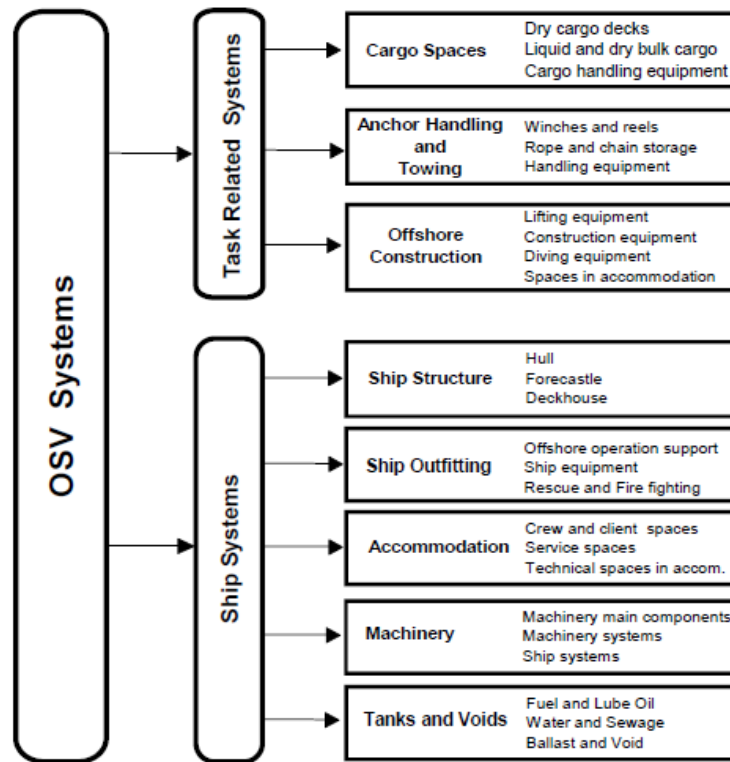 OSV Systems
Task Related Systems
Cargo Spaces
Dry cargo decks
Liquid and dry bulk cargo
Cargo handling equipment
Anchor Handling
and
Towing
Winches and reels
Rope and chain storage
Handling equipment
Offshore
Construction
Lifting equipment
Construction equipment
Diving equipment
Spaces in accommodation
Ship Systems
Ship Structure
Hull
Forecastle
Deckhouse
Ship Outfitting
Offshore operation support
Ship equipment
Rescue and Fire fighting
Accommodation
Crew and client spaces
Service spaces
Technical spaces in accom.
Machinery
Machinery main components
Machinery systems
Ship systems
Tanks and Voids
Fuel and Lube Oil
Water and Sewage
Ballast and Void